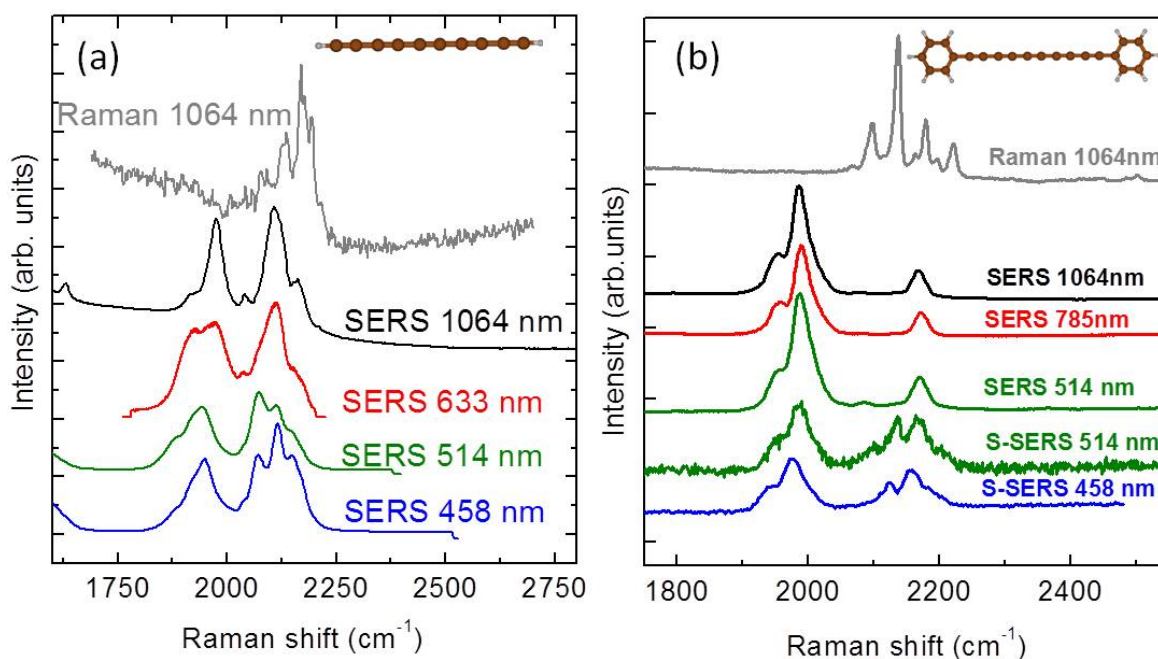 (a)
Raman 1064 nm
SERS 1064 nm
SERS 633 nm
SERS 514 nm
SERS 458 nm
Intensity (arb. units)
1750 2000 2250 2500 2750
Raman shift (cm⁻¹)
(b)
Raman 1064nm
SERS 1064nm
SERS 785nm
SERS 514 nm
S-SERS 514 nm
S-SERS 458 nm
Intensity (arb.units)
1800 2000 2200 2400
Raman shift (cm⁻¹)